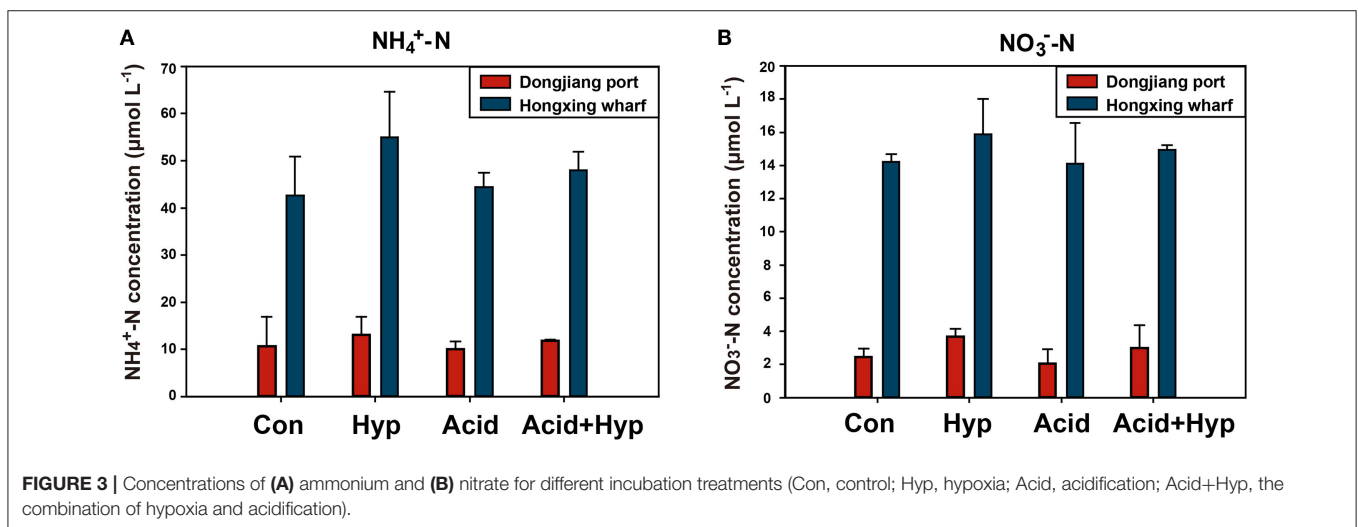 A
NH₄⁺-N
NH4⁺-N concentration (µmol L⁻¹)
70
60
50
40
30
20
10
0
Dongjiang port
Hongxing wharf
Con Hyp Acid Acid+Hyp
B
NO₃⁻-N
NO₃⁻-N concentration (µmol L⁻¹)
20
18
16
14
12
10
8
6
4
2
0
Dongjiang port
Hongxing wharf
Con Hyp Acid Acid+Hyp
FIGURE 3 | Concentrations of (A) ammonium and (B) nitrate for different incubation treatments (Con, control; Hyp, hypoxia; Acid, acidification; Acid+Hyp, the
combination of hypoxia and acidification).